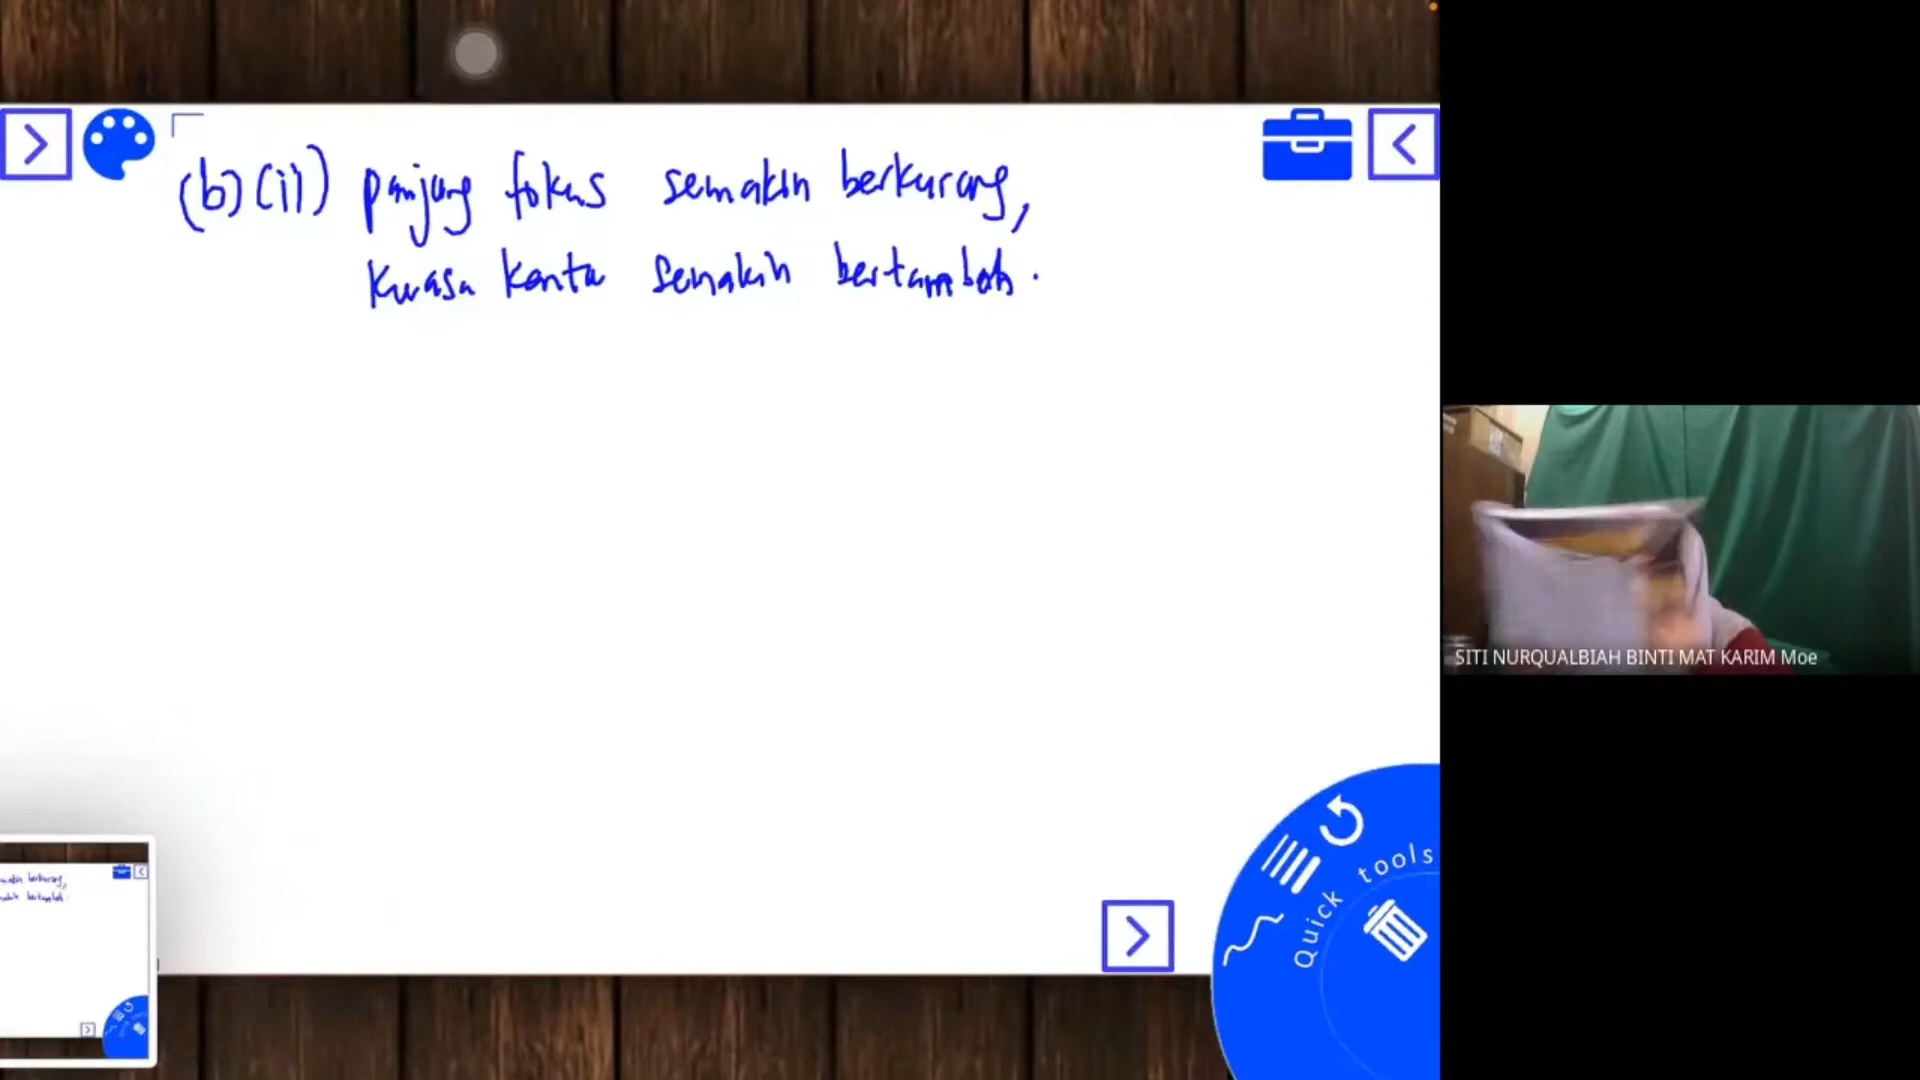 (b)(ii) panjang fokus semakin berkurang,
kuasa kanta semakin bertambah.
SITI NURQUALBIAH BINTI MAT KARIM Moe
Quick tools